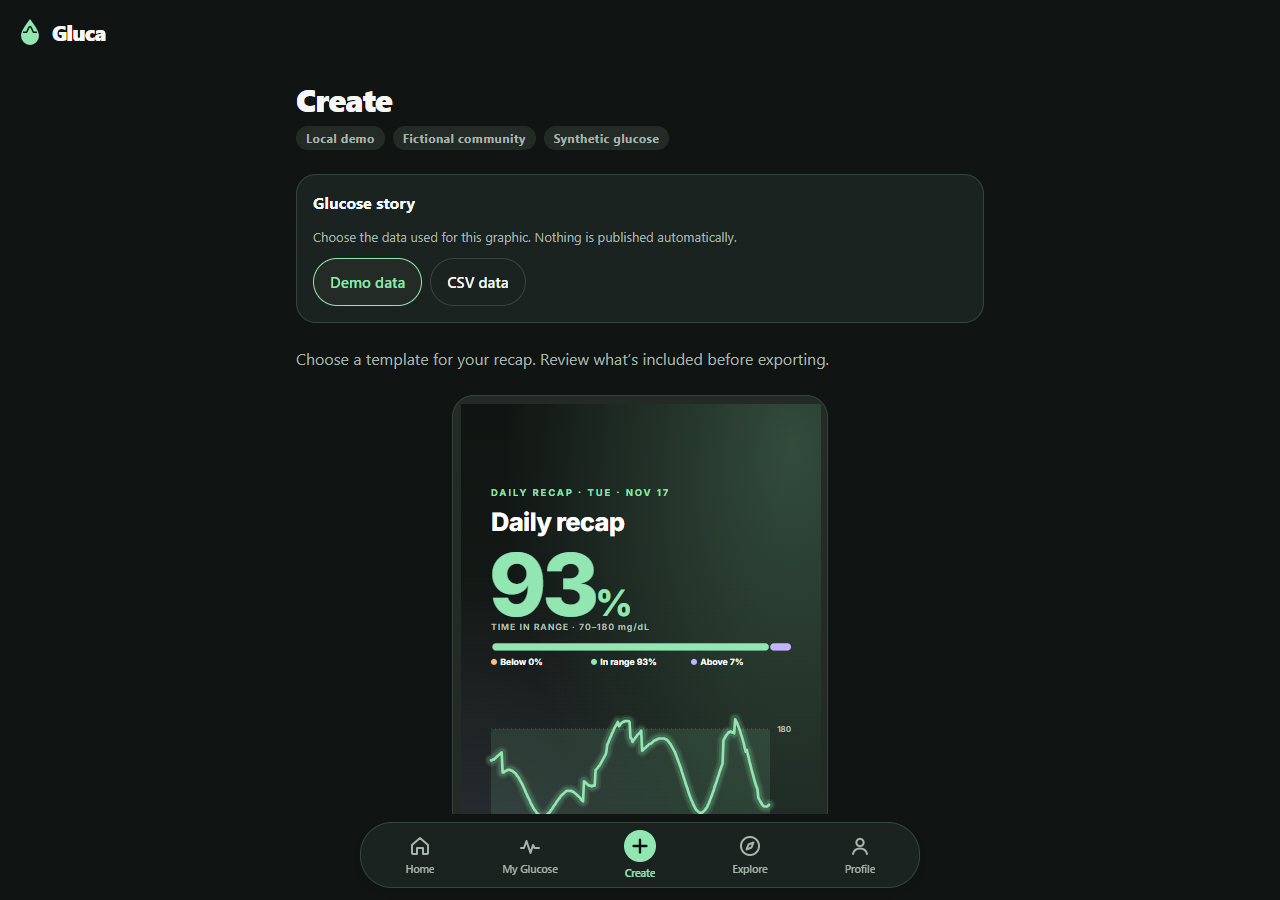 Gluca
Create
Local demo Fictional community Synthetic glucose
Glucose story
Choose the data used for this graphic. Nothing is published automatically.
Demo data CSV data
Choose a template for your recap. Review what’s included before exporting.
DAILY RECAP · TUE · NOV 17
Daily recap
93%
TIME IN RANGE · 70–180 mg/dL
Below 0% In range 93% Above 7%
180
Home My Glucose Create Explore Profile